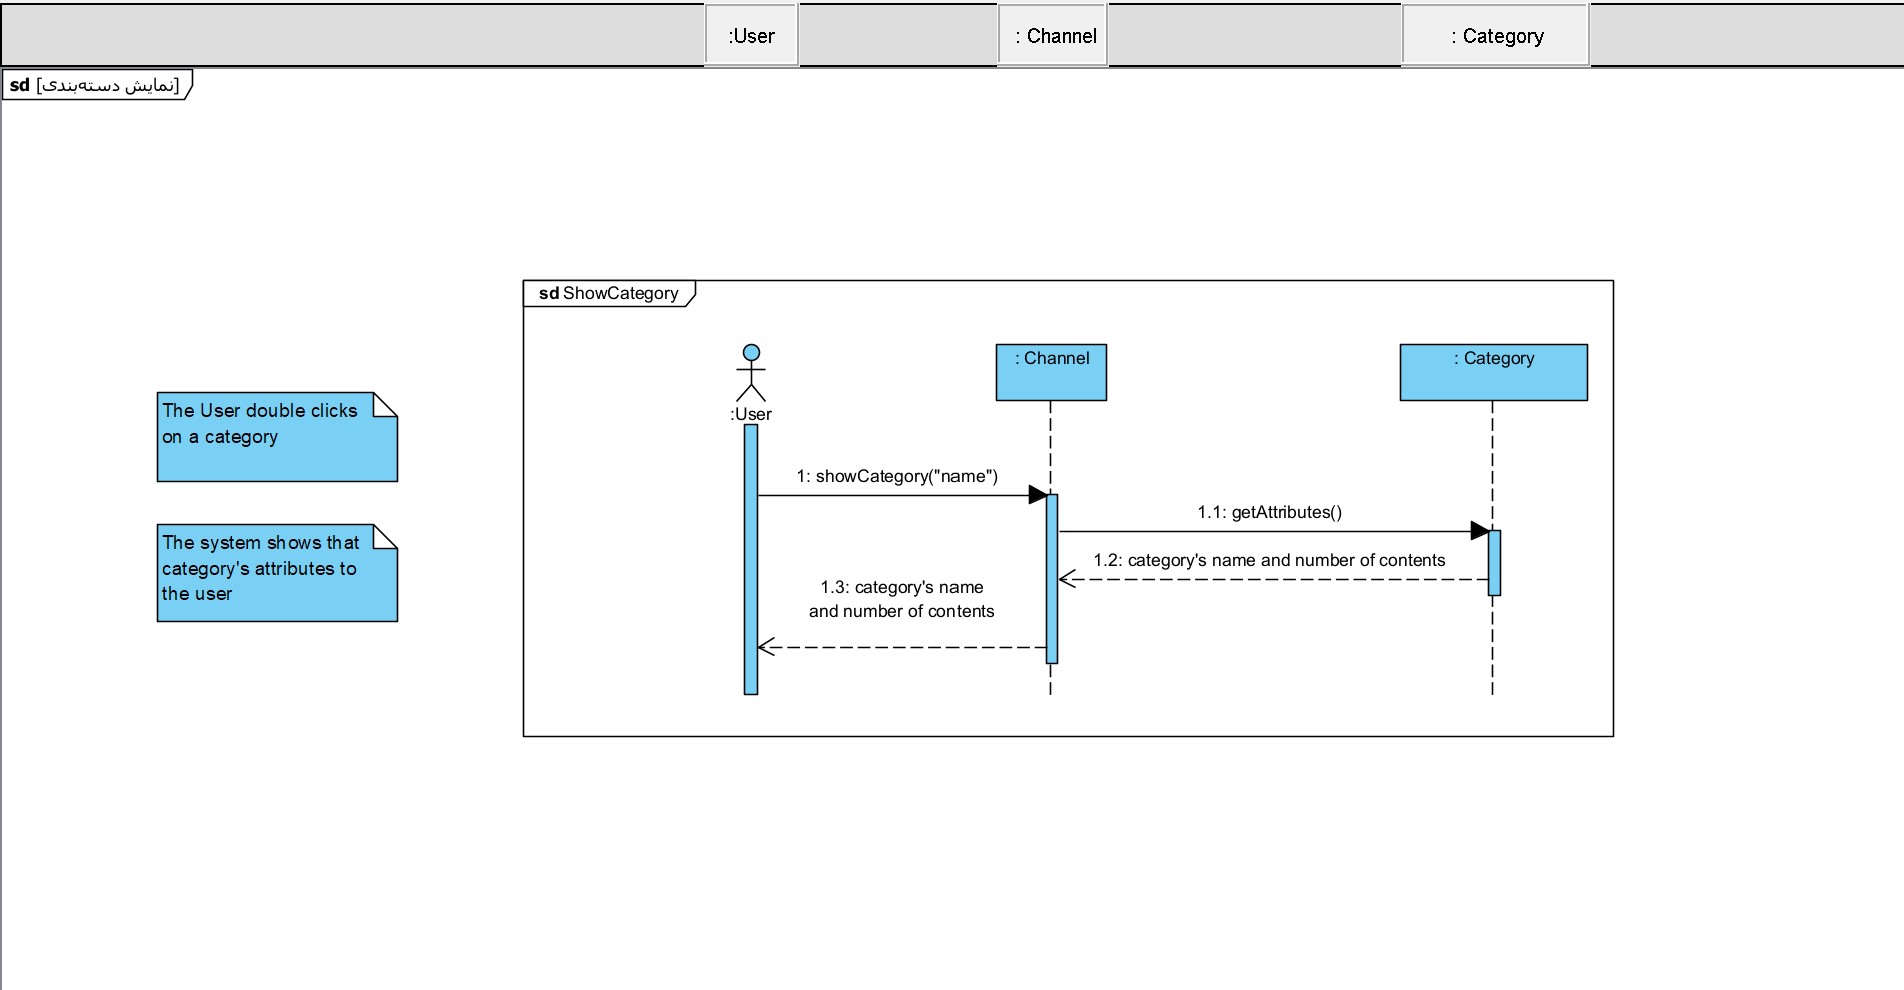 :User
: Channel
: Category
sd [نمایش دسته‌بندی]
sd ShowCategory
:User
: Channel
: Category
The User double clicks
on a category
The system shows that
category's attributes to
the user
1: showCategory("name")
1.1: getAttributes()
1.2: category's name and number of contents
1.3: category's name
and number of contents